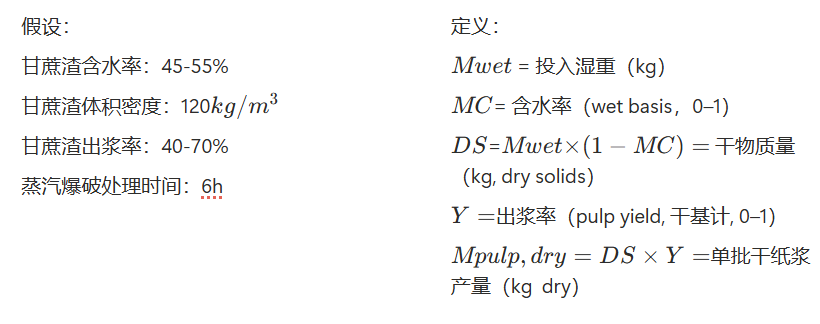 假设：
甘蔗渣含水率：45-55%
甘蔗渣体积密度：120kg/m³
甘蔗渣出浆率：40-70%
蒸汽爆破处理时间：6h
定义：
Mwet = 投入湿重（kg）
MC= 含水率（wet basis，0–1）
DS=Mwet×(1 − MC) = 干物质量
（kg, dry solids）
Y =出浆率（pulp yield, 干基计, 0–1）
Mpulp, dry = DS × Y =单批干纸浆
产量（kg dry）